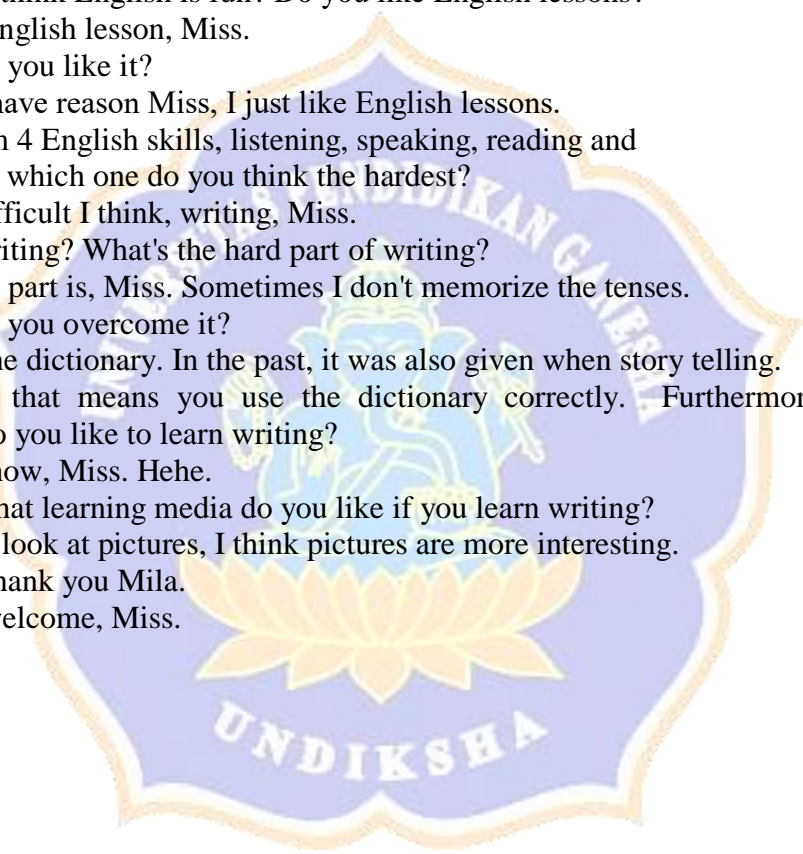 think English is fun? Do you like English lessons?
nglish lesson, Miss.
you like it?
have reason Miss, I just like English lessons.
4 English skills, listening, speaking, reading and
which one do you think the hardest?
fficult I think, writing, Miss.
riting? What's the hard part of writing?
part is, Miss. Sometimes I don't memorize the tenses.
you overcome it?
he dictionary. In the past, it was also given when story telling.
that means you use the dictionary correctly. Furthermor
o you like to learn writing?
now, Miss. Hehe.
hat learning media do you like if you learn writing?
look at pictures, I think pictures are more interesting.
hank you Mila.
welcome, Miss.
UNIVERSITAS PENDIDIKAN GANESHA
UNDIKSHA